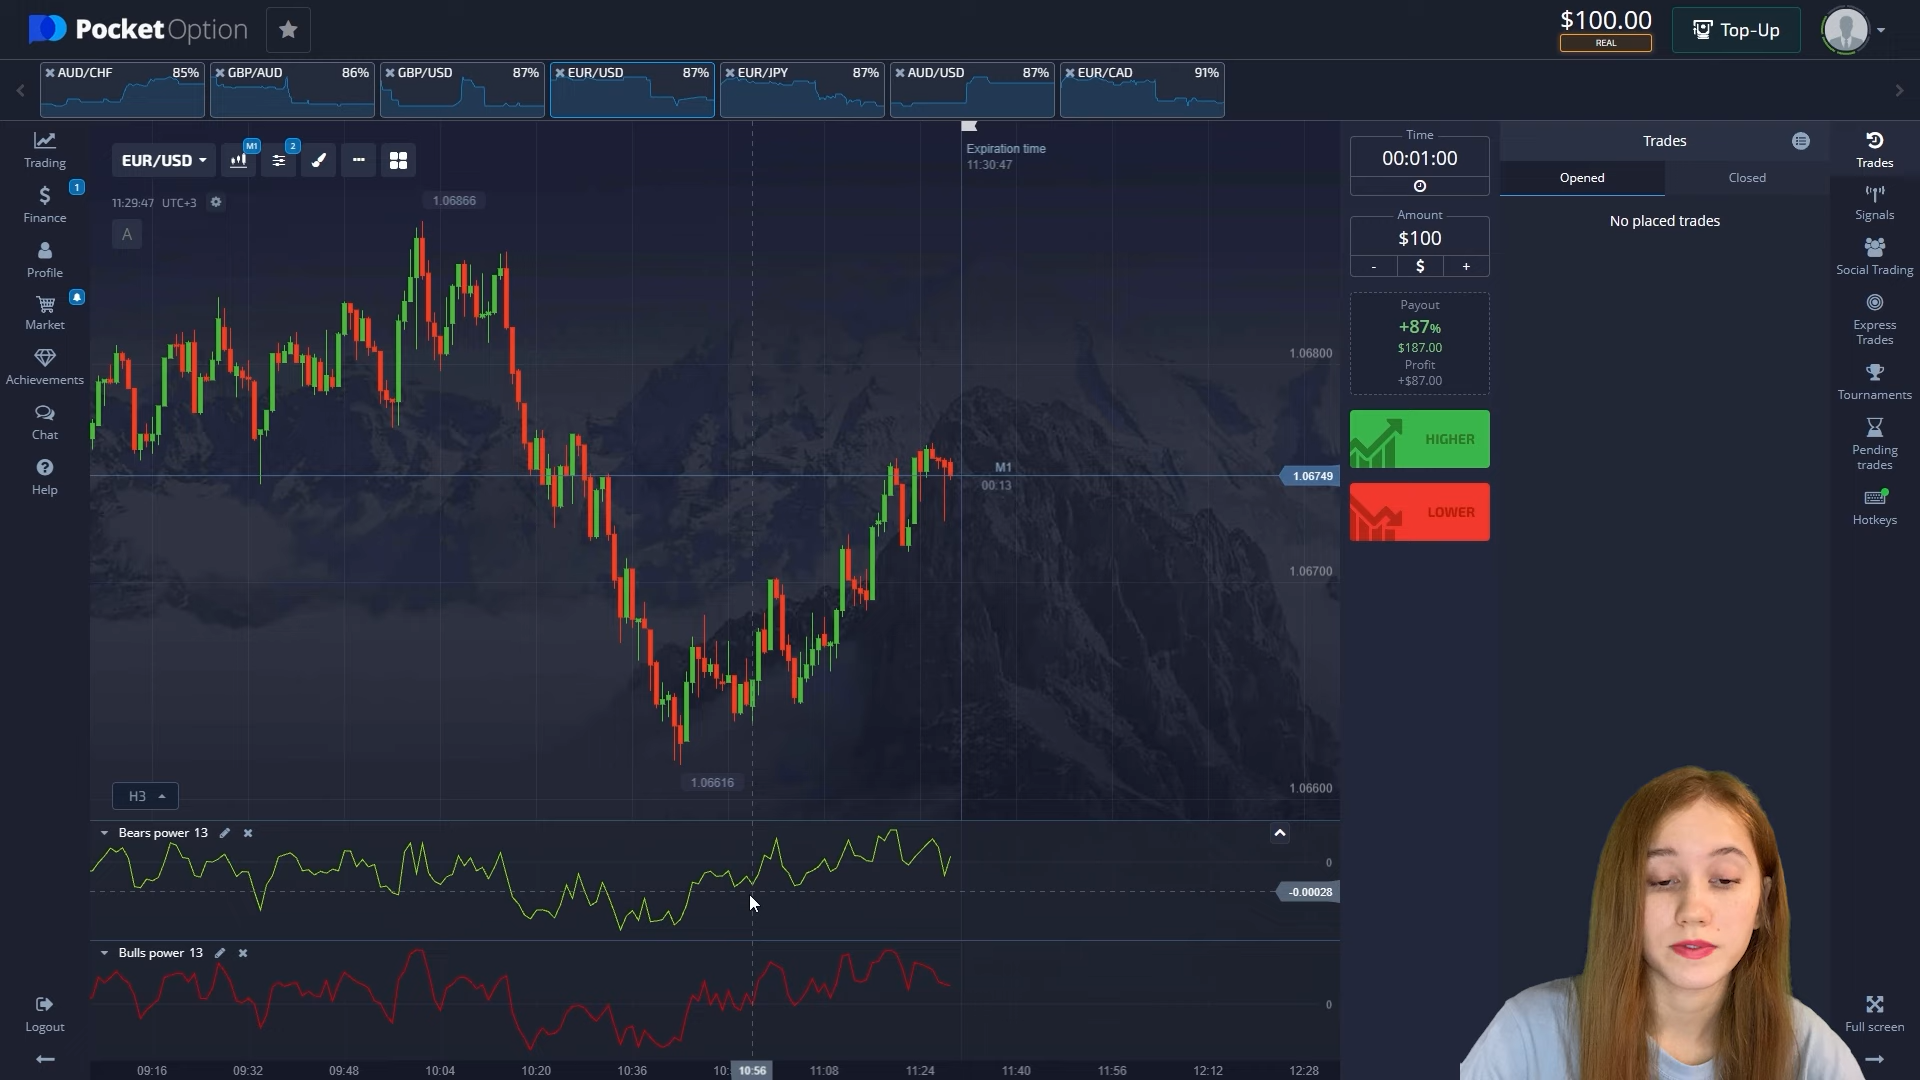 PocketOption
$100.00
REAL
Top-Up
AUD/CHF 85%
GBP/AUD 86%
GBP/USD 87%
EUR/USD 87%
EUR/JPY 87%
AUD/USD 87%
EUR/CAD 91%
Trading
Finance
1
Profile
Market
Achievements
Chat
Help
Logout
EUR/USD
M1
2
11:29:47 UTC+3
A
1.06866
Expiration time
11:30:47
1.06800
M1
00:13
1.06749
1.06700
1.06616
1.06600
H3
Bears power 13
0
-0.00028
Bulls power 13
0
09:16
09:32
09:48
10:04
10:20
10:36
10:
10:56
11:08
11:24
11:40
11:56
12:12
12:28
Time
00:01:00
Amount
$100
- $ +
Payout
+87%
$187.00
Profit
+$87.00
HIGHER
LOWER
Trades
Opened
Closed
No placed trades
Trades
Signals
Social Trading
Express
Trades
Tournaments
Pending
trades
Hotkeys
Full screen